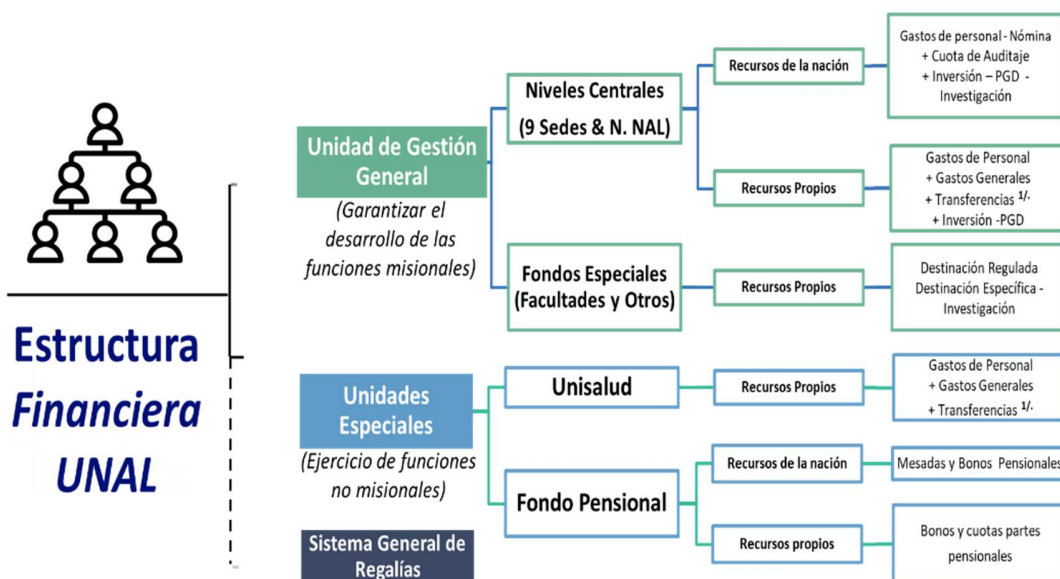 Estructura
Financiera
UNAL
Unidad de Gestión
General
(Garantizar el
desarrollo de las
funciones misionales)
Niveles Centrales
(9 Sedes & N. NAL)
Recursos de la nación
Gastos de personal - Nómina
+ Cuota de Auditaje
+ Inversión – PGD -
Investigación
Recursos Propios
Gastos de Personal
+ Gastos Generales
+ Transferencias 1/.
+ Inversión -PGD
Fondos Especiales
(Facultades y Otros)
Recursos Propios
Destinación Regulada
Destinación Específica -
Investigación
Unidades
Especiales
(Ejercicio de funciones
no misionales)
Unisalud
Recursos Propios
Gastos de Personal
+ Gastos Generales
+ Transferencias 1/.
Fondo Pensional
Recursos de la nación
Mesadas y Bonos Pensionales
Recursos propios
Bonos y cuotas partes
pensionales
Sistema General de
Regalías